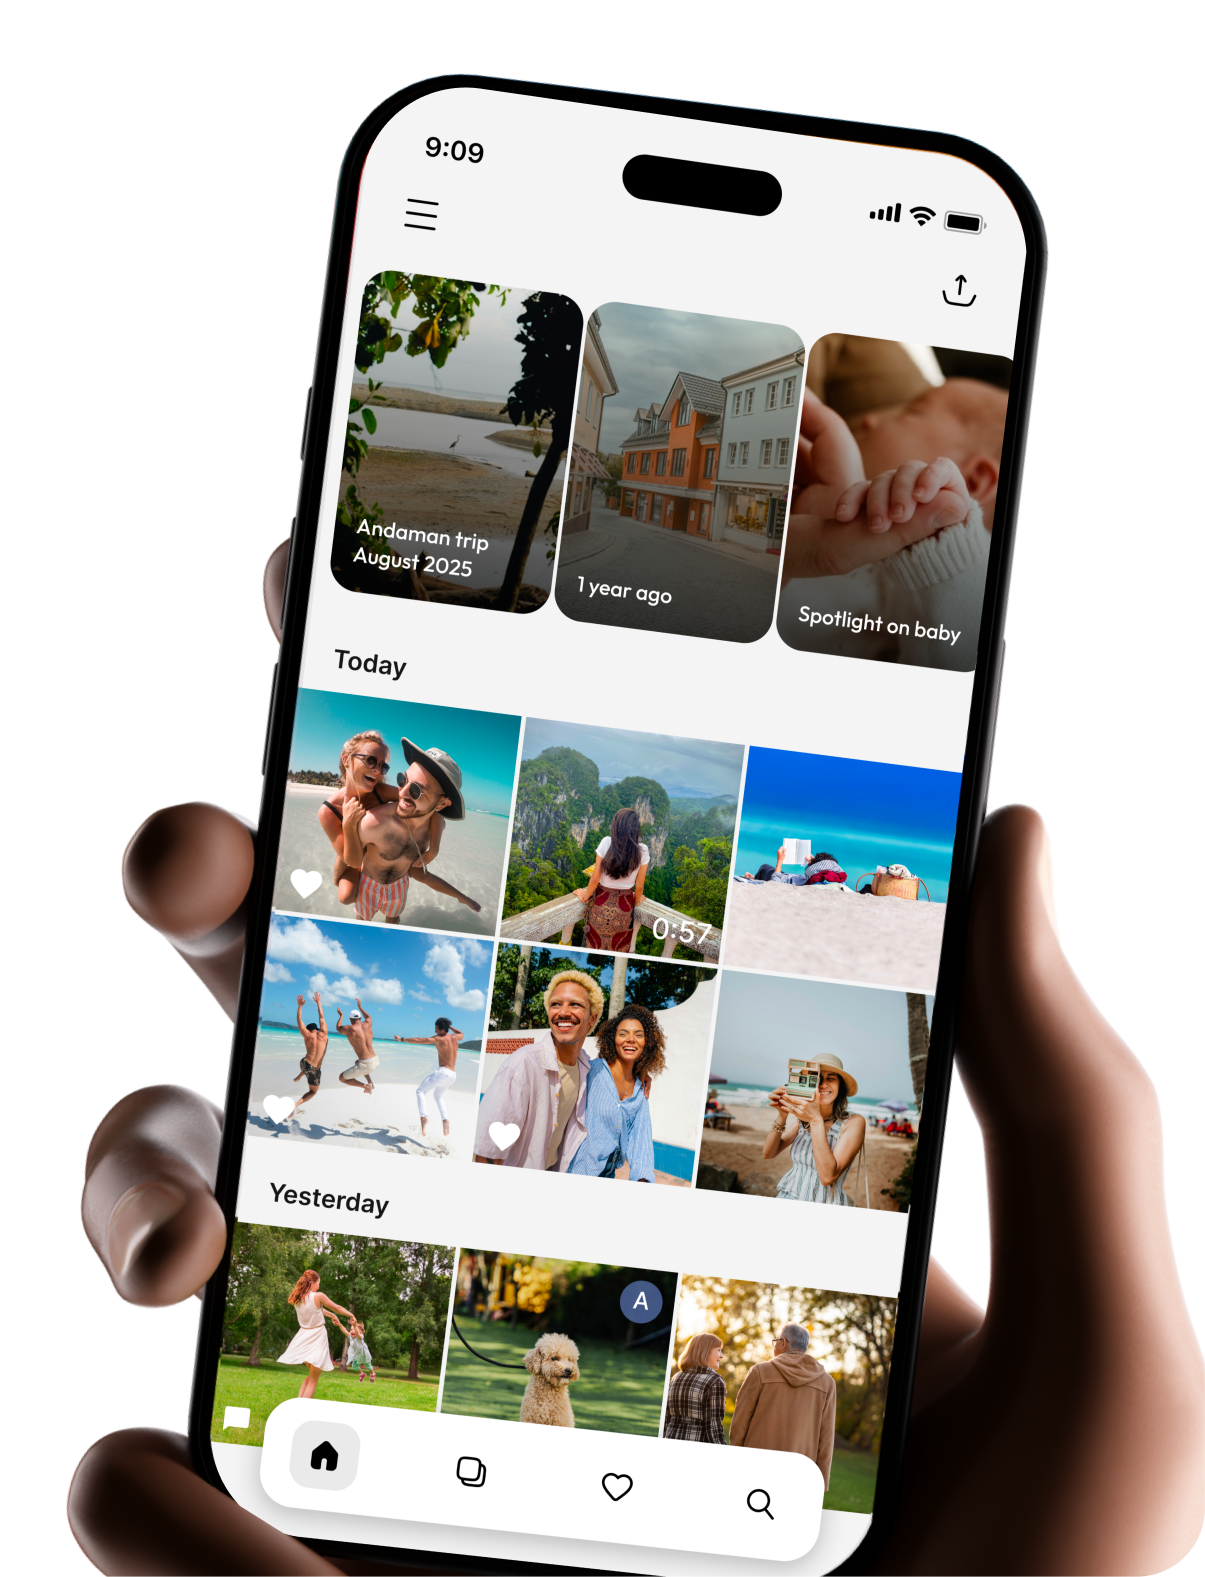 9:09
Andaman trip
August 2025
1 year ago
Spotlight on baby
Today
0:57
Yesterday
A